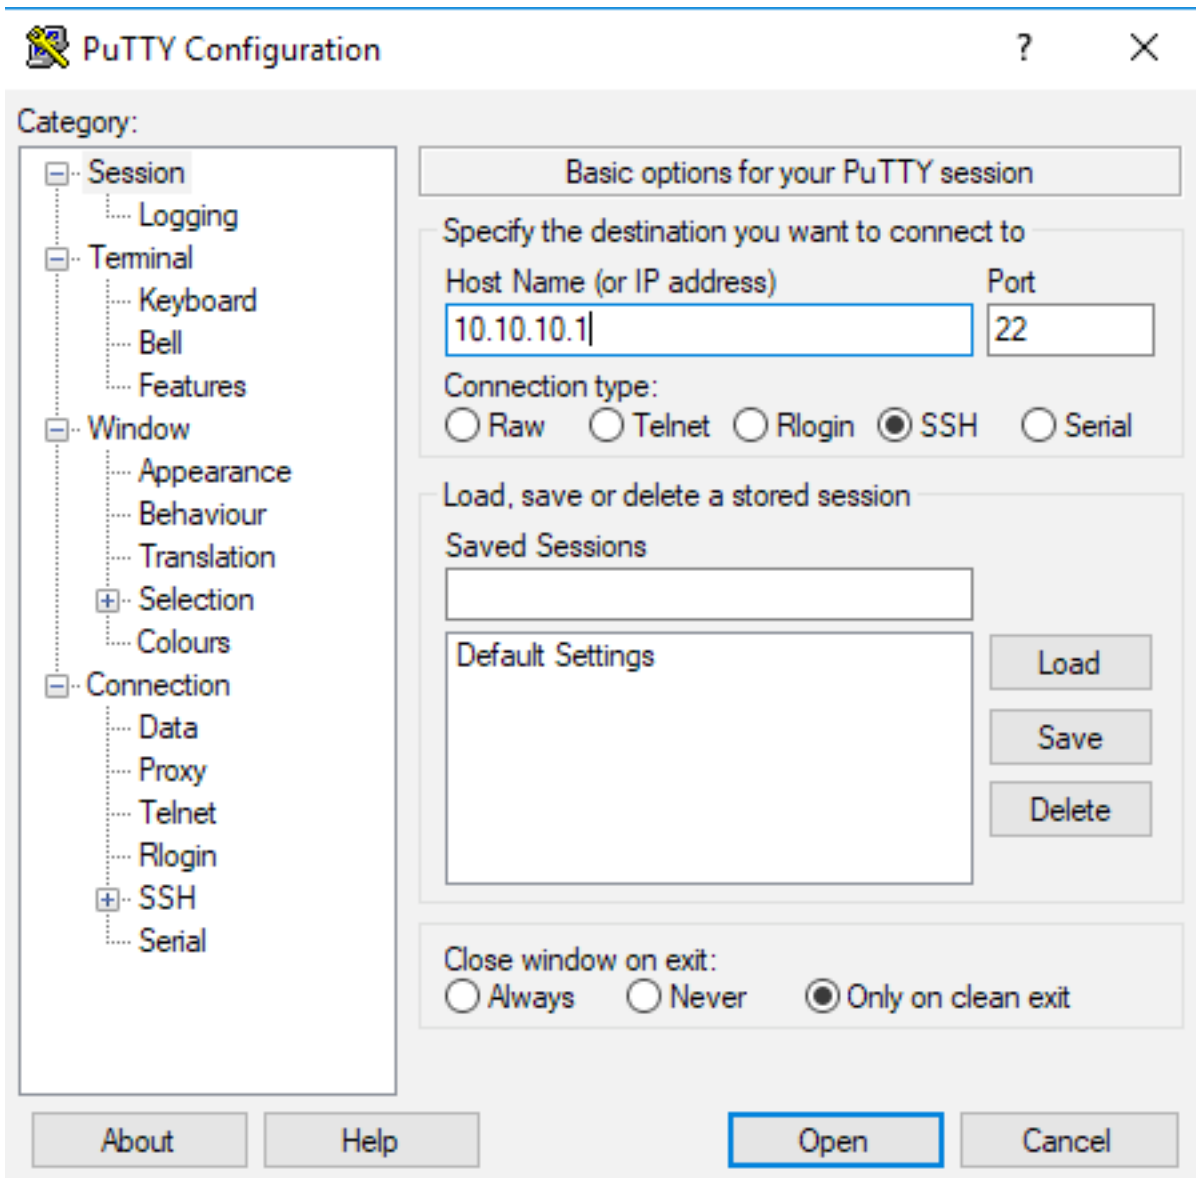 PuTTY Configuration
?
Category:
Session
Logging
Terminal
Keyboard
Bell
Features
Window
Appearance
Behaviour
Translation
Selection
Colours
Connection
Data
Proxy
Telnet
Rlogin
SSH
Serial
Basic options for your PuTTY session
Specify the destination you want to connect to
Host Name (or IP address) Port
10.10.10.1 22
Connection type:
Raw Telnet Rlogin SSH Serial
Load, save or delete a stored session
Saved Sessions
Default Settings
Load
Save
Delete
Close window on exit:
Always Never Only on clean exit
About Help Open Cancel